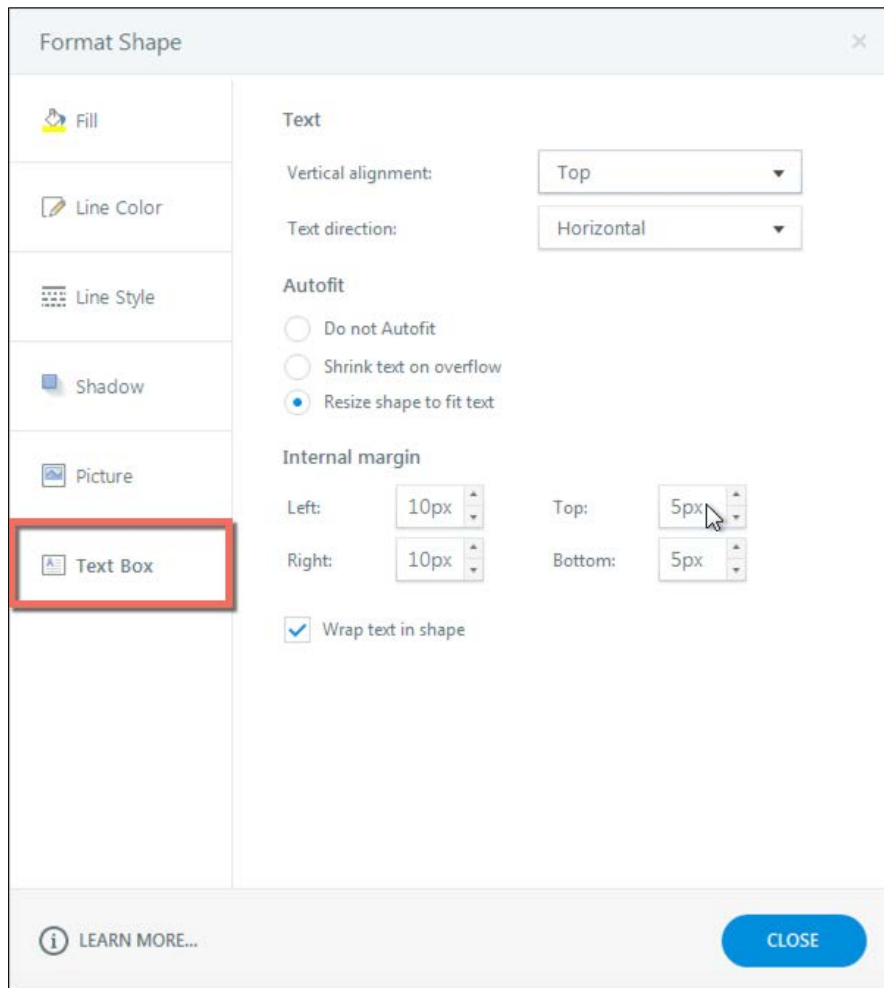 Format Shape
Fill
Line Color
Line Style
Shadow
Picture
Text Box
Text
Vertical alignment: Top
Text direction: Horizontal
Autofit
Do not Autofit
Shrink text on overflow
Resize shape to fit text
Internal margin
Left: 10px Top: 5px
Right: 10px Bottom: 5px
Wrap text in shape
LEARN MORE...
CLOSE